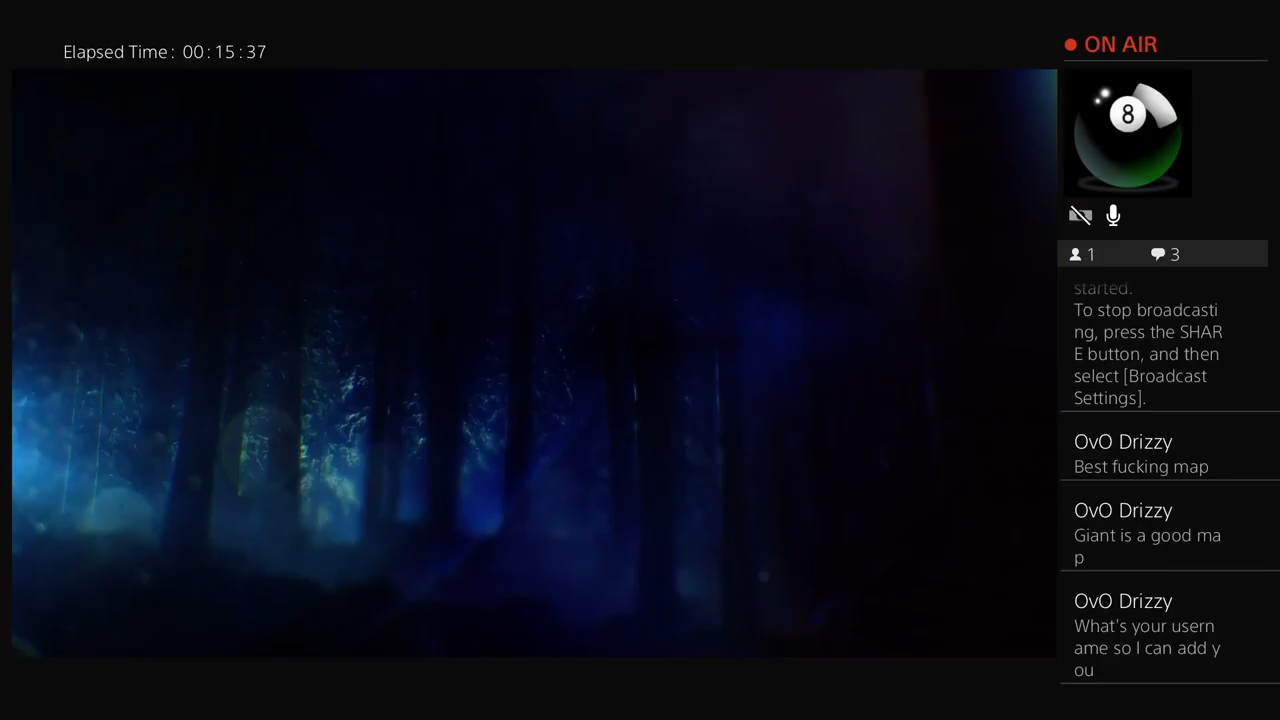 Elapsed Time: 00:15:37
ON AIR
8
1 3
started.
To stop broadcasti
ng, press the SHAR
E button, and then
select [Broadcast
Settings].
OvO Drizzy
Best fucking map
OvO Drizzy
Giant is a good ma
p
OvO Drizzy
What's your usern
ame so I can add y
ou